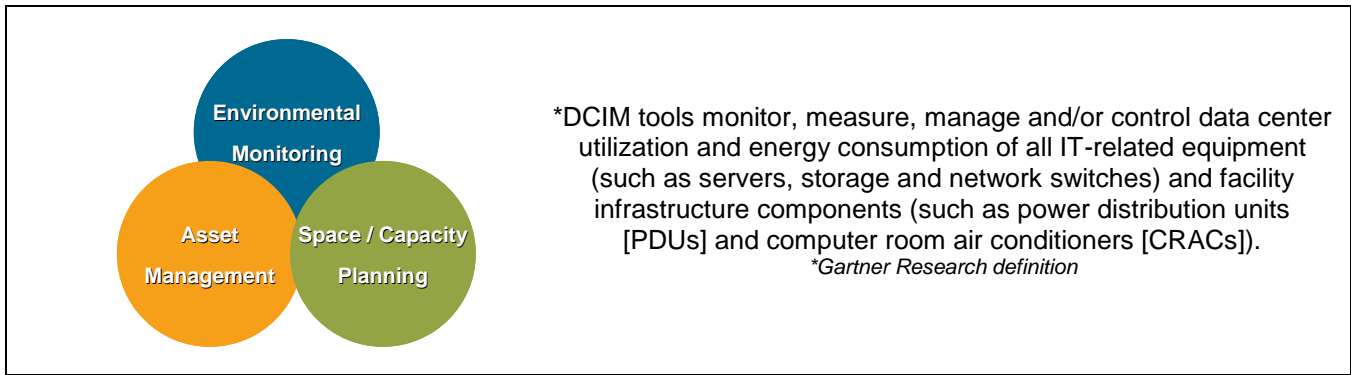 Environmental
Monitoring
Asset
Management
Space / Capacity
Planning
*DCIM tools monitor, measure, manage and/or control data center
utilization and energy consumption of all IT-related equipment
(such as servers, storage and network switches) and facility
infrastructure components (such as power distribution units
[PDUs] and computer room air conditioners [CRACs]).
*Gartner Research definition